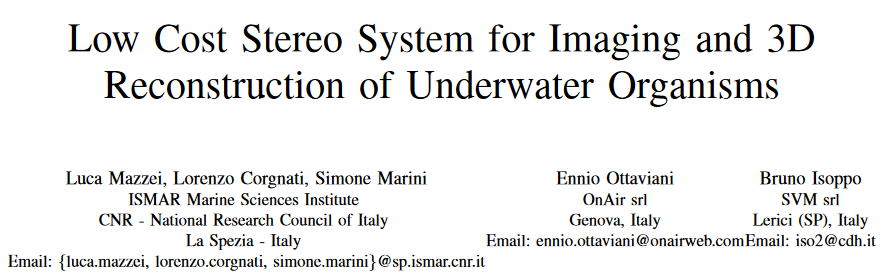 Low Cost Stereo System for Imaging and 3D
Reconstruction of Underwater Organisms
Luca Mazzei, Lorenzo Corgnati, Simone Marini
ISMAR Marine Sciences Institute
CNR - National Research Council of Italy
La Spezia - Italy
Email: {luca.mazzei, lorenzo.corgnati, simone.marini}@sp.ismar.cnr.it
Ennio Ottaviani
OnAir srl
Genova, Italy
Email: ennio.ottaviani@onairweb.com
Bruno Isoppo
SVM srl
Lerici (SP), Italy
Email: iso2@cdh.it